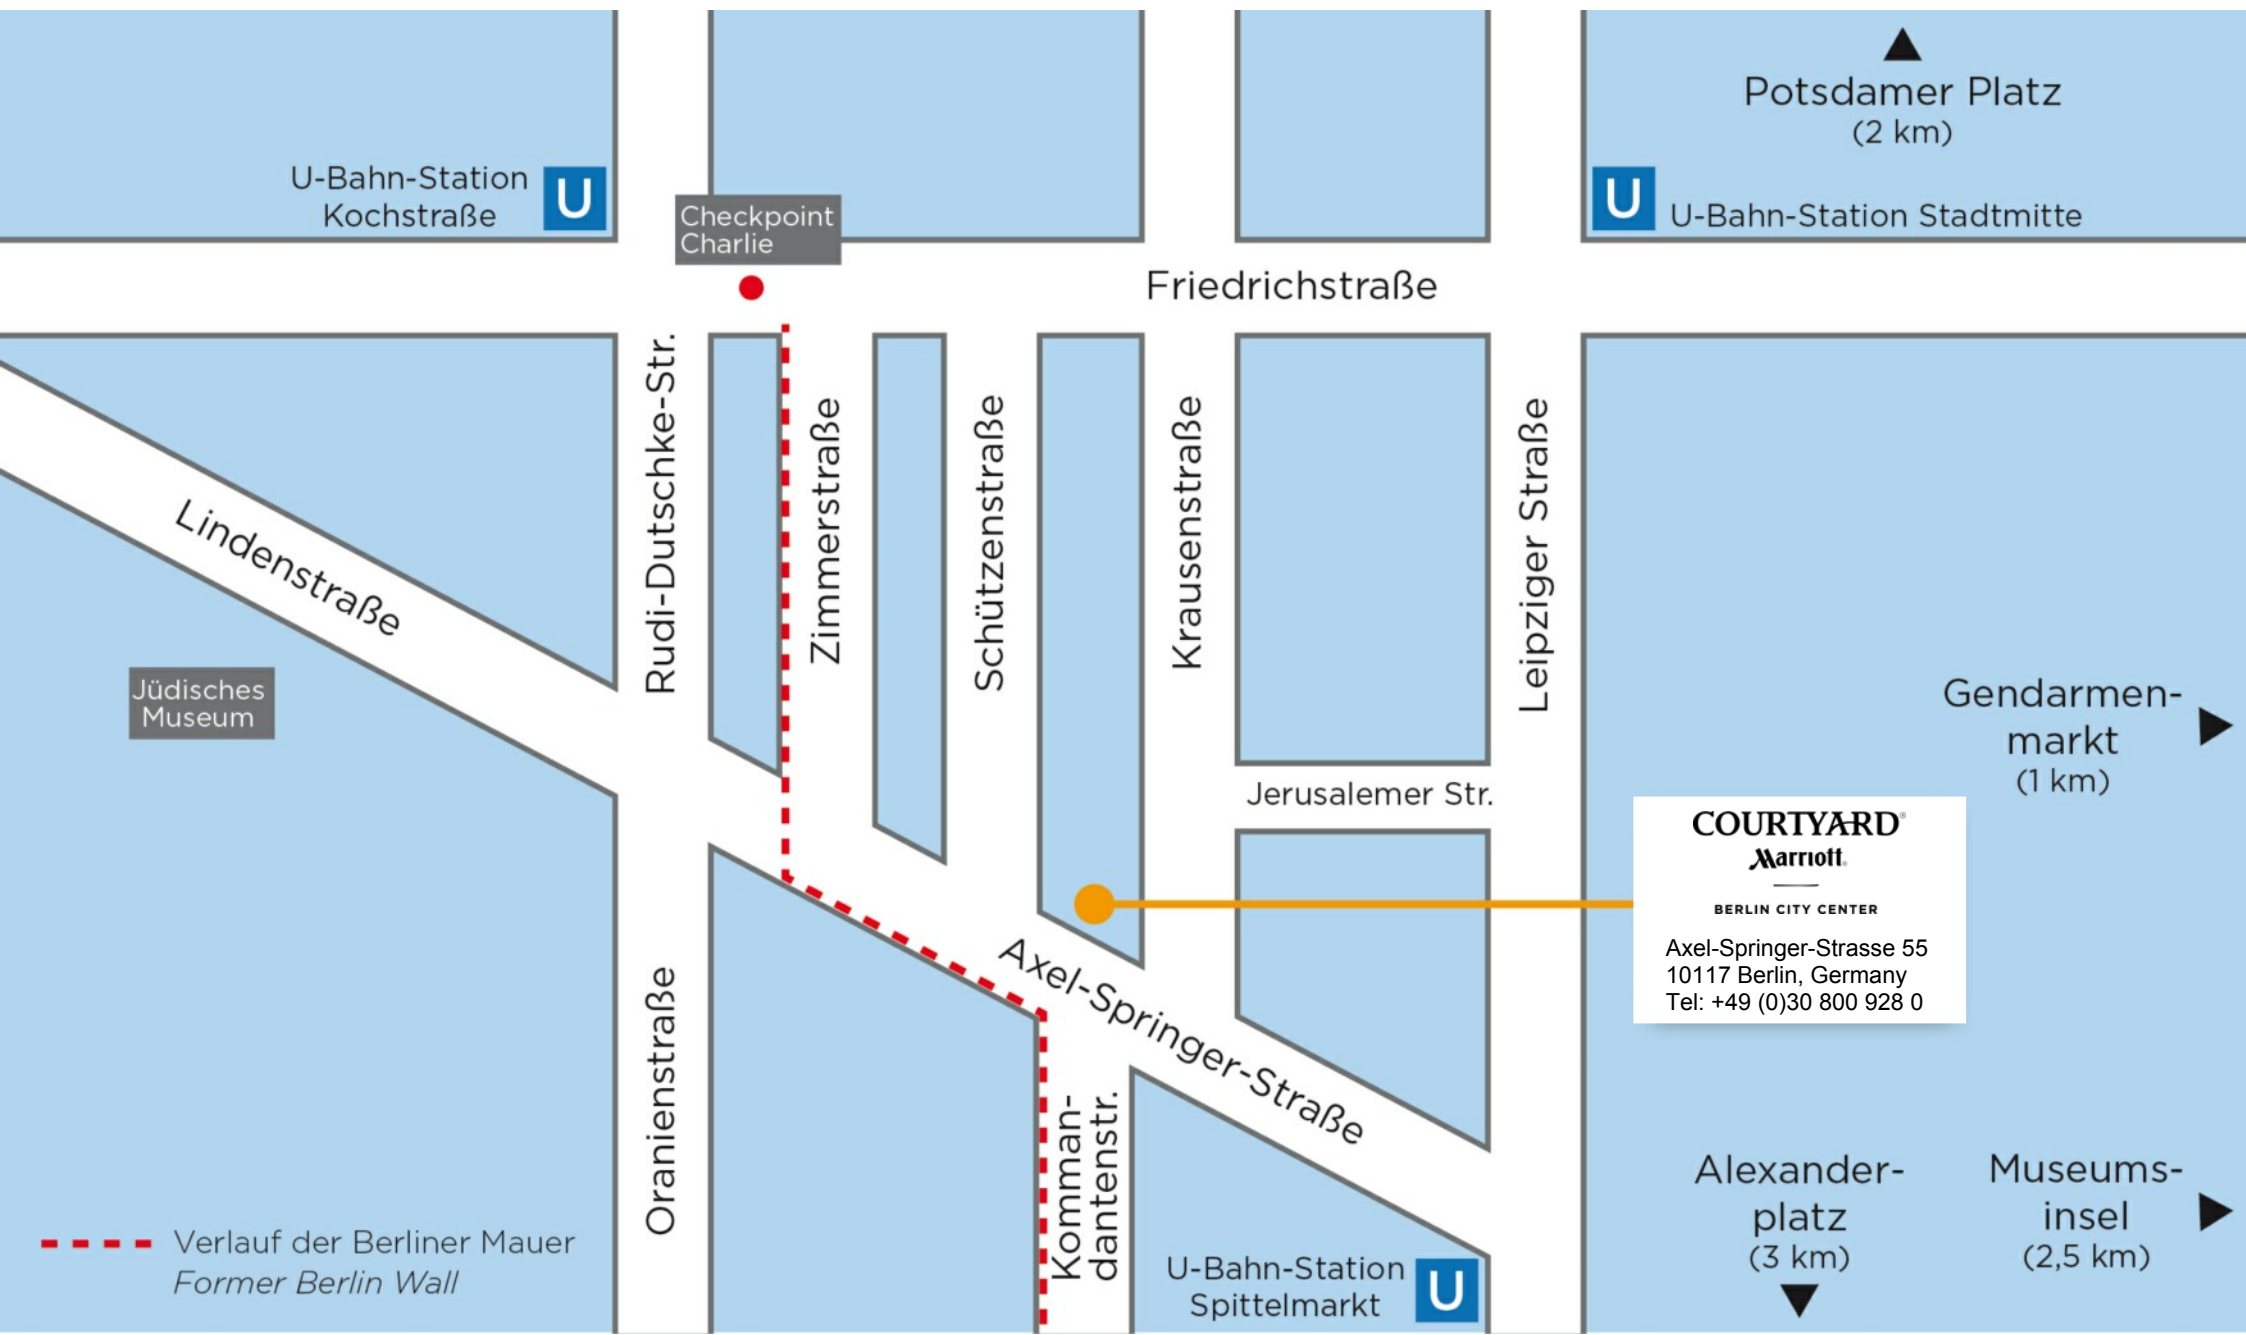 Potsdamer Platz
(2 km)
U-Bahn-Station
Kochstraße
U
Checkpoint
Charlie
U
U-Bahn-Station Stadtmitte
Friedrichstraße
Lindenstraße
Rudi-Dutschke-Str.
Zimmerstraße
Schützenstraße
Krausenstraße
Leipziger Straße
Jüdisches
Museum
Gendarmen-
markt
(1 km)
Jerusalemer Str.
COURTYARD®
Marriott.
BERLIN CITY CENTER
Axel-Springer-Strasse 55
10117 Berlin, Germany
Tel: +49 (0)30 800 928 0
Axel-Springer-Straße
Oranienstraße
Komman-
dantenstr.
Alexander-
platz
(3 km)
Museums-
insel
(2,5 km)
Verlauf der Berliner Mauer
Former Berlin Wall
U-Bahn-Station
Spittelmarkt
U